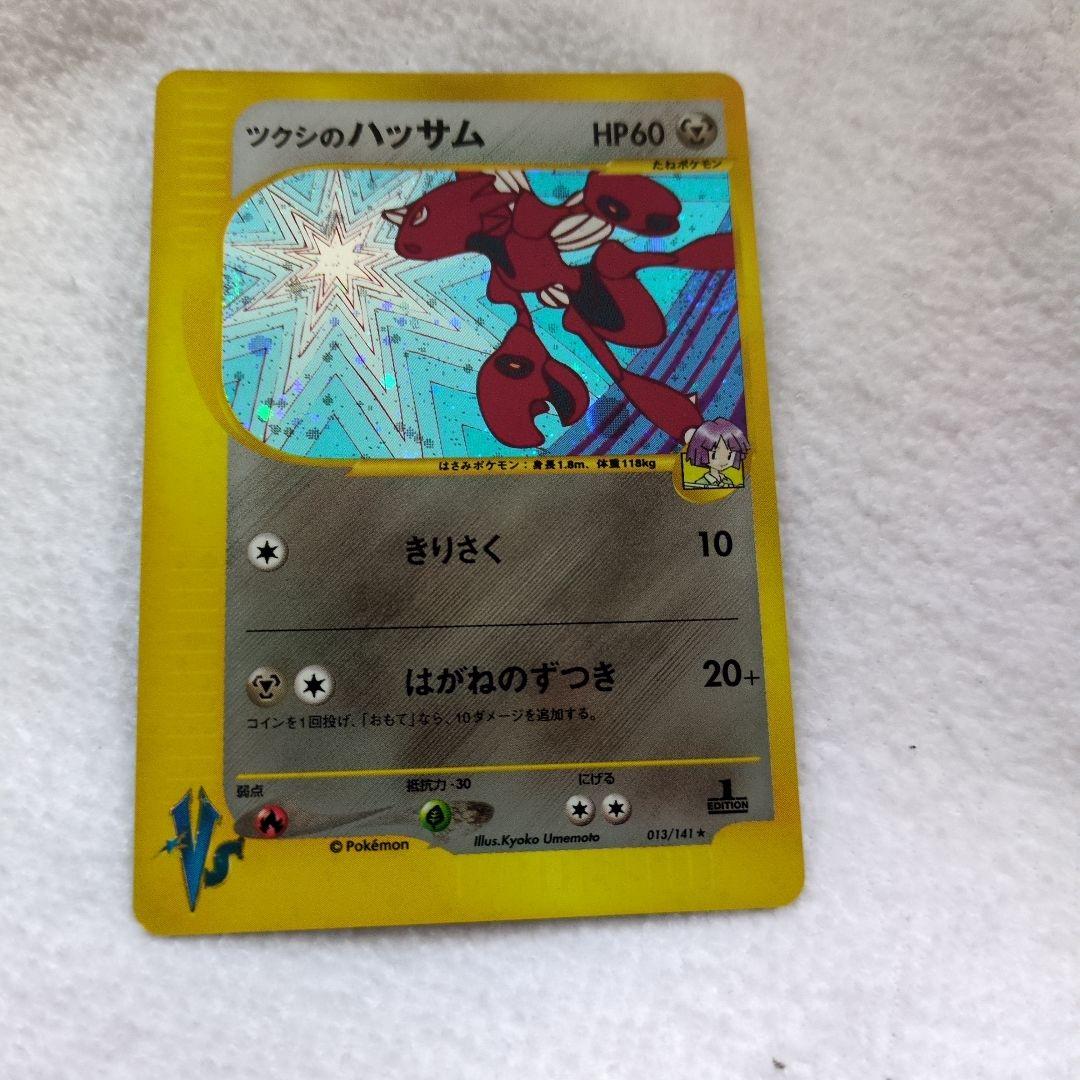 ツクシのハッサム HP60
たねポケモン
はさみポケモン：身長1.8m、体重118kg
きりさく 10
はがねのずつき 20+
コインを1回投げ、「おもて」なら、10ダメージを追加する。
弱点 抵抗力 -30 にげる
1
EDITION
Vs
© Pokémon Illus.Kyoko Umemoto 013/141★